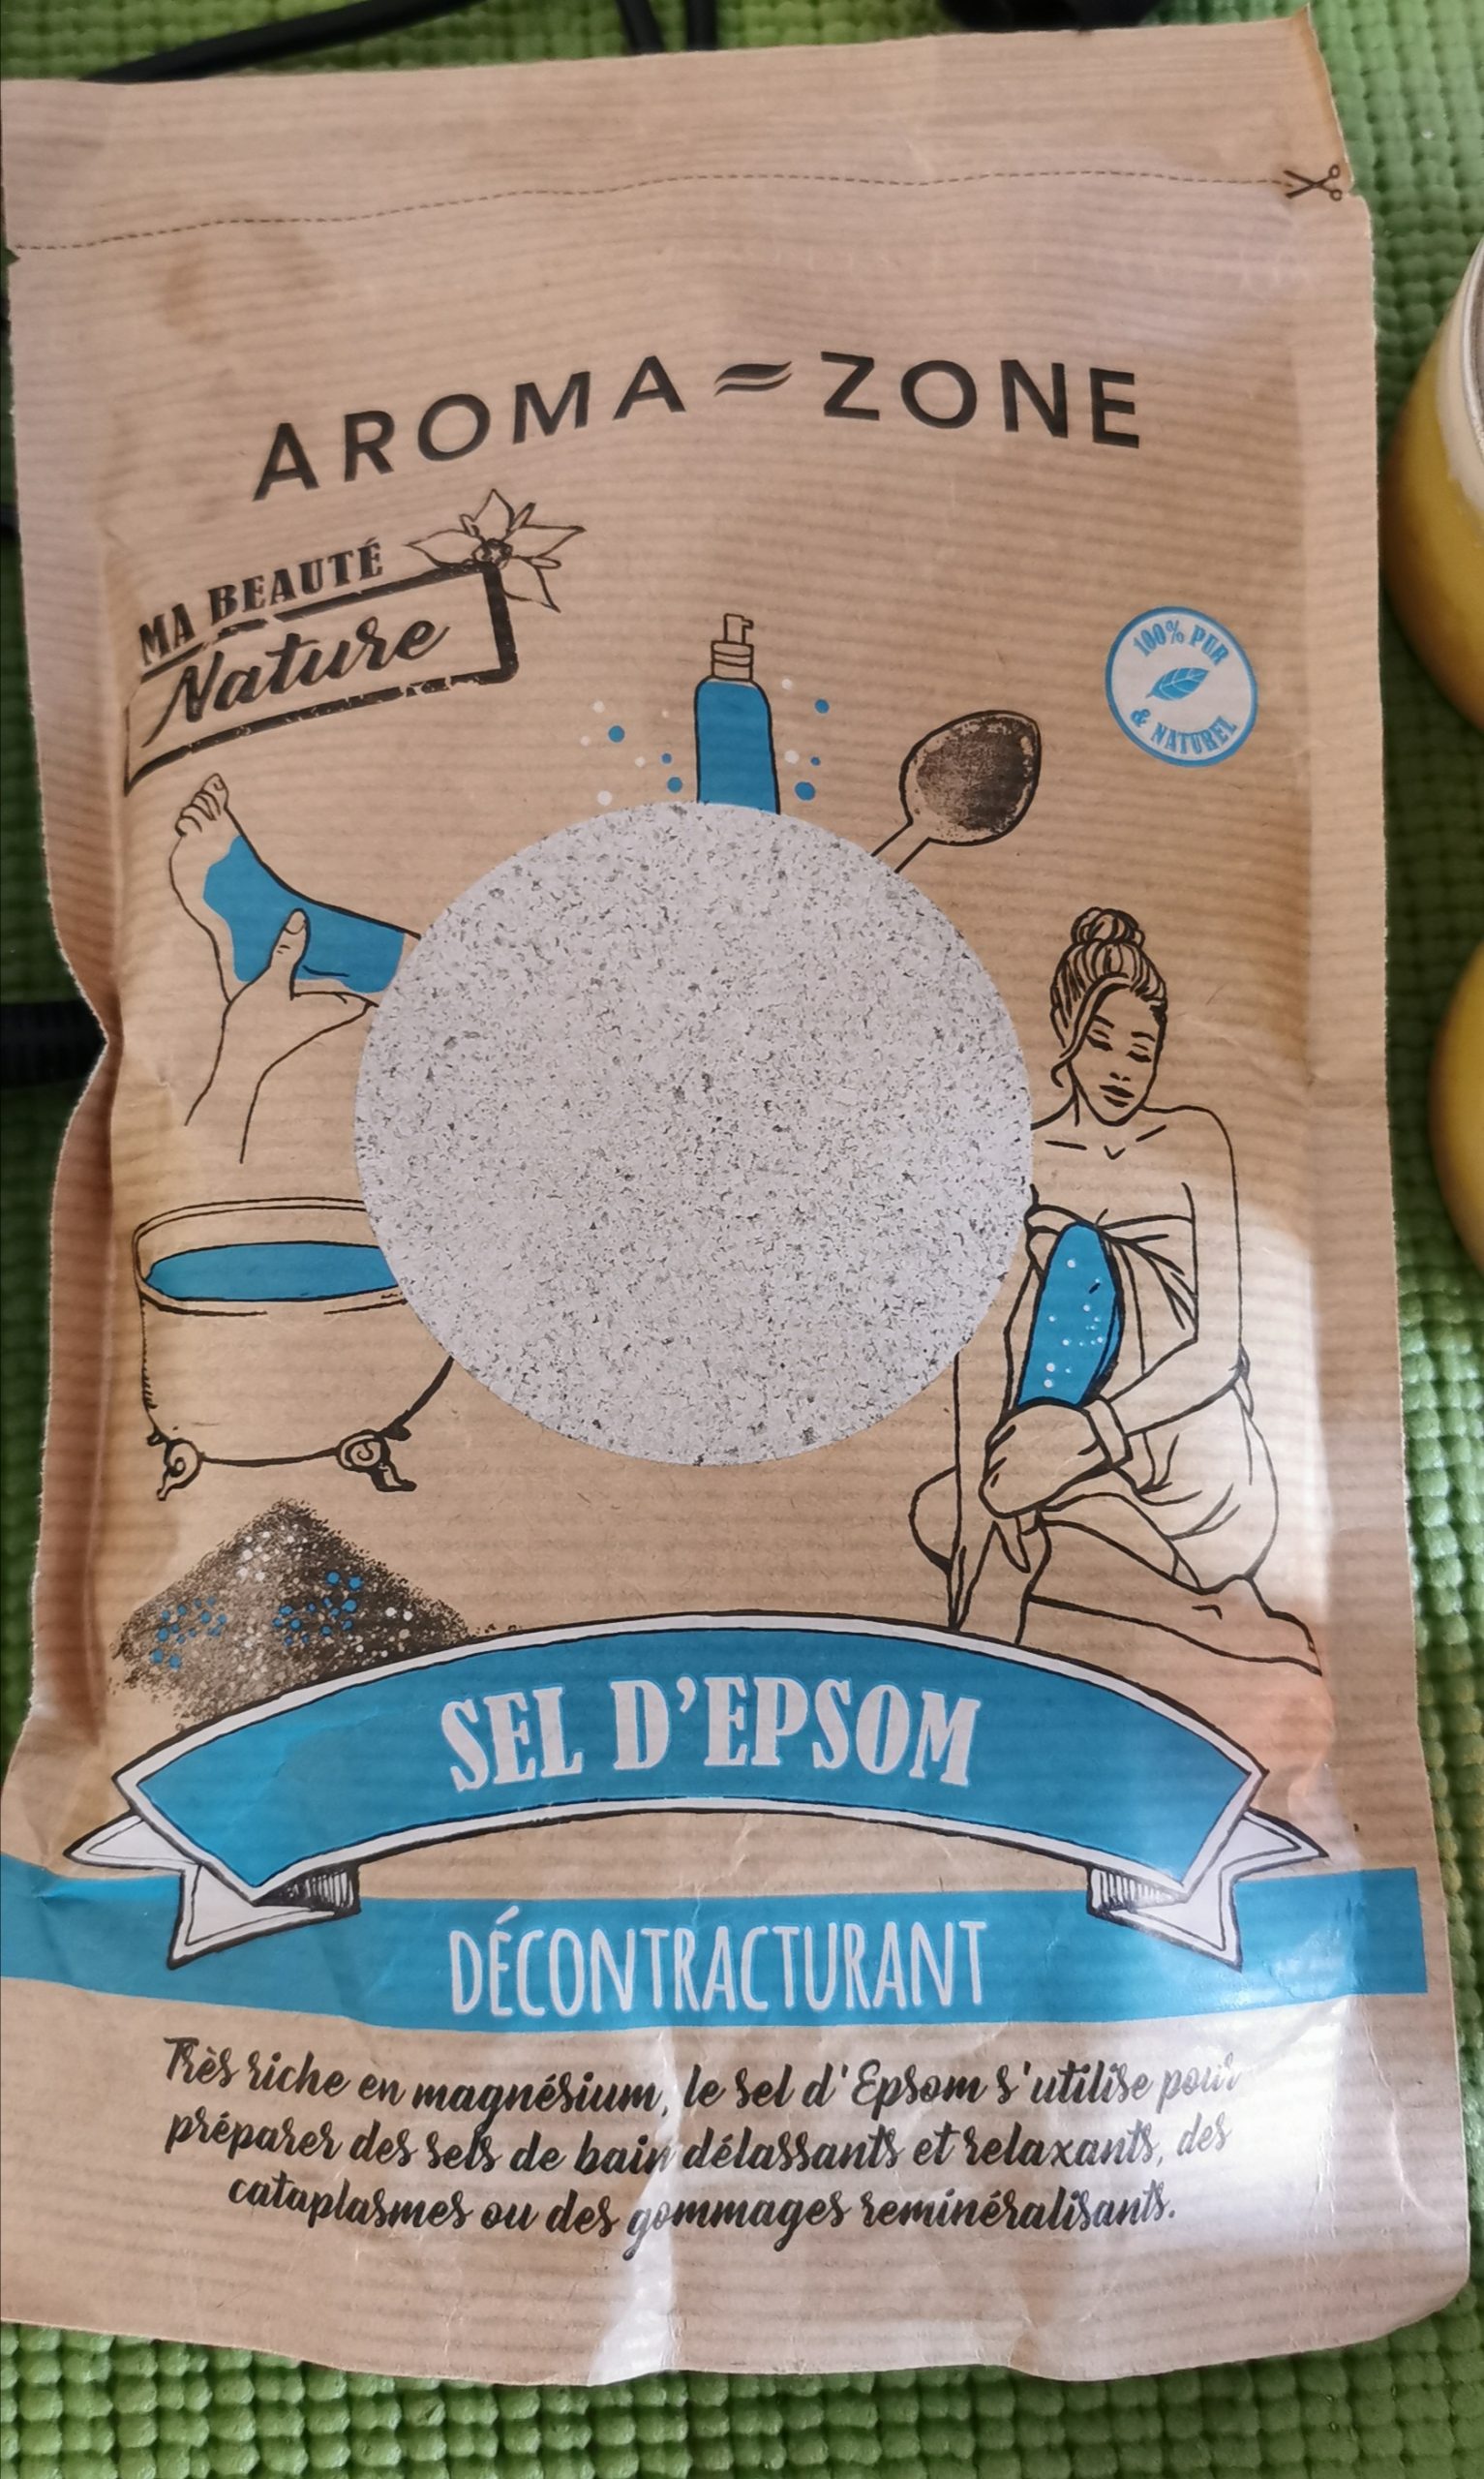 AROMA ZONE
MA BEAUTÉ
Nature
100% PUR
& NATUREL
SEL D'EPSOM
DÉCONTRACTURANT
Très riche en magnésium, le sel d'Epsom s'utilise pour
préparer des sels de bain délassants et relaxants, des
cataplasmes ou des gommages reminéralisants.